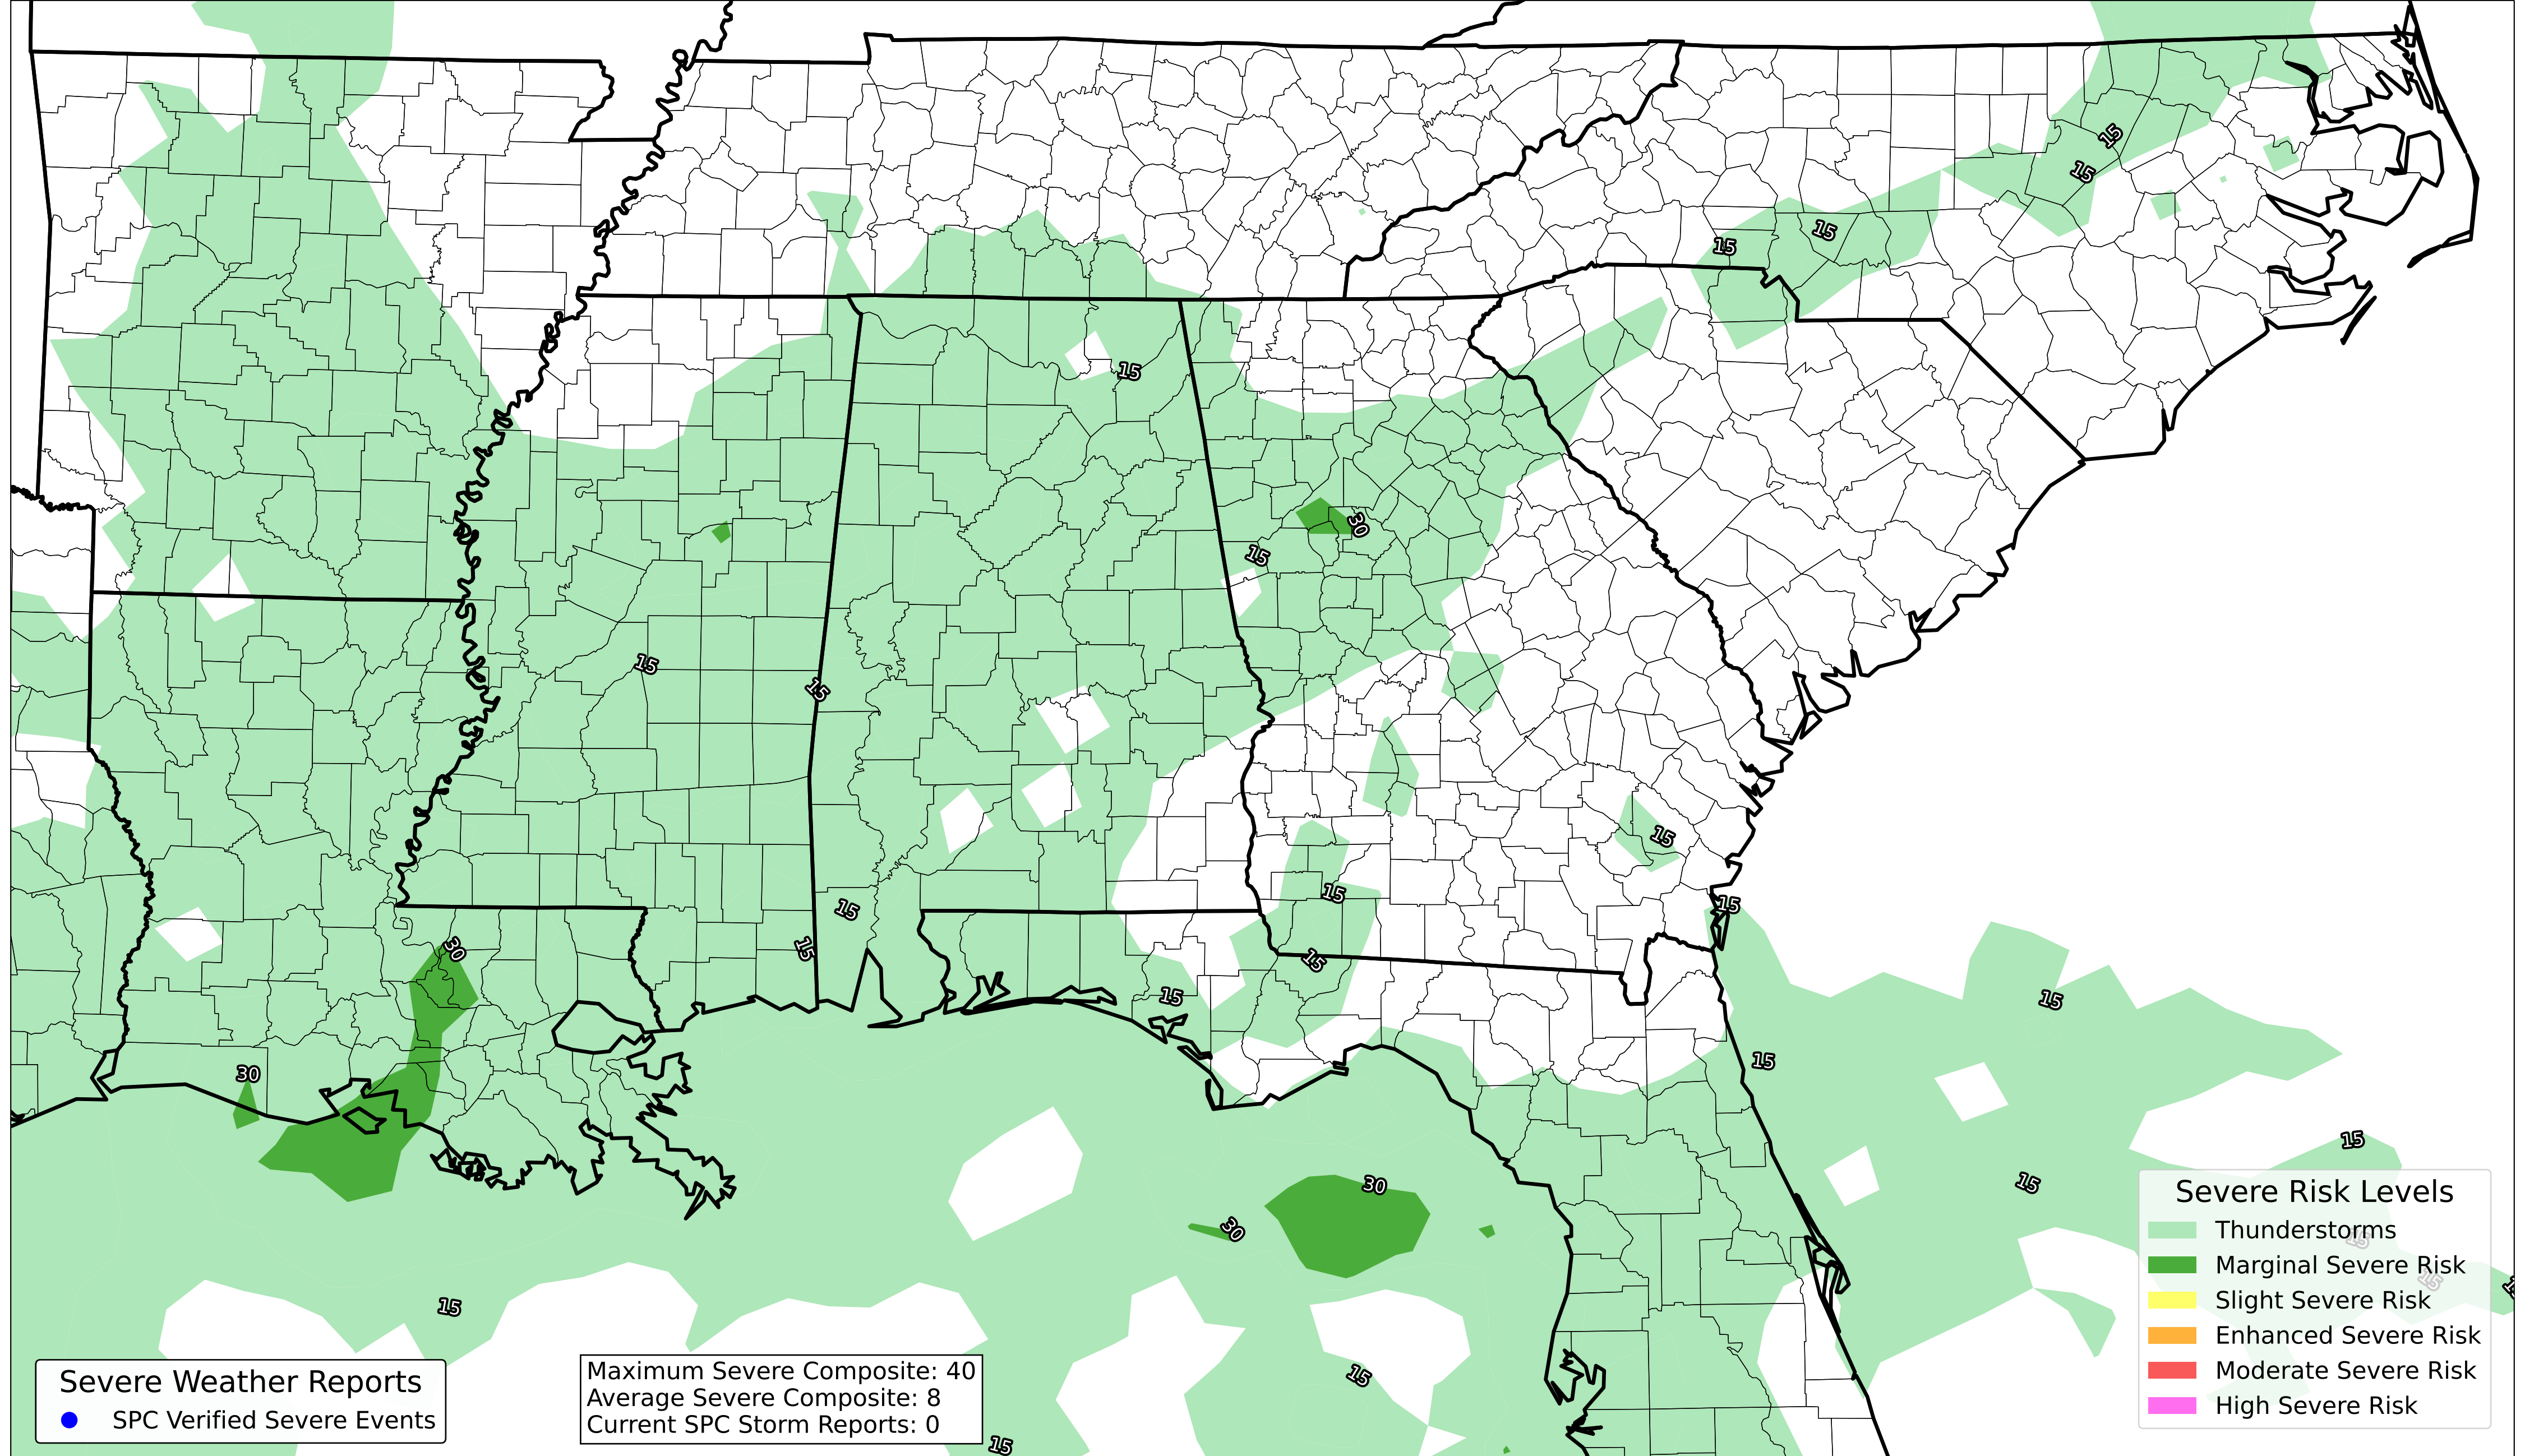 15
15
15
15
15
30
15
15
15
15
15
15
15
15
30
15
15
15
30
15
15
30
30
15
15
15
15
15
15
Severe Risk Levels
Thunderstorms
Marginal Severe Risk
Slight Severe Risk
Enhanced Severe Risk
Moderate Severe Risk
High Severe Risk
Severe Weather Reports
SPC Verified Severe Events
Maximum Severe Composite: 40
Average Severe Composite: 8
Current SPC Storm Reports: 0
15